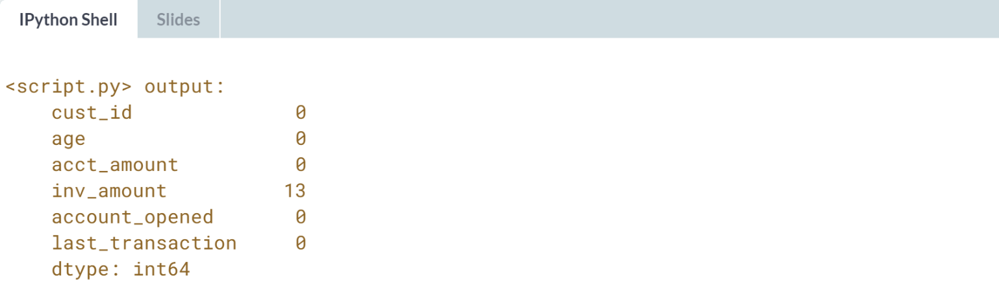 IPython Shell Slides
<script.py> output:
cust_id 0
age 0
acct_amount 0
inv_amount 13
account_opened 0
last_transaction 0
dtype: int64